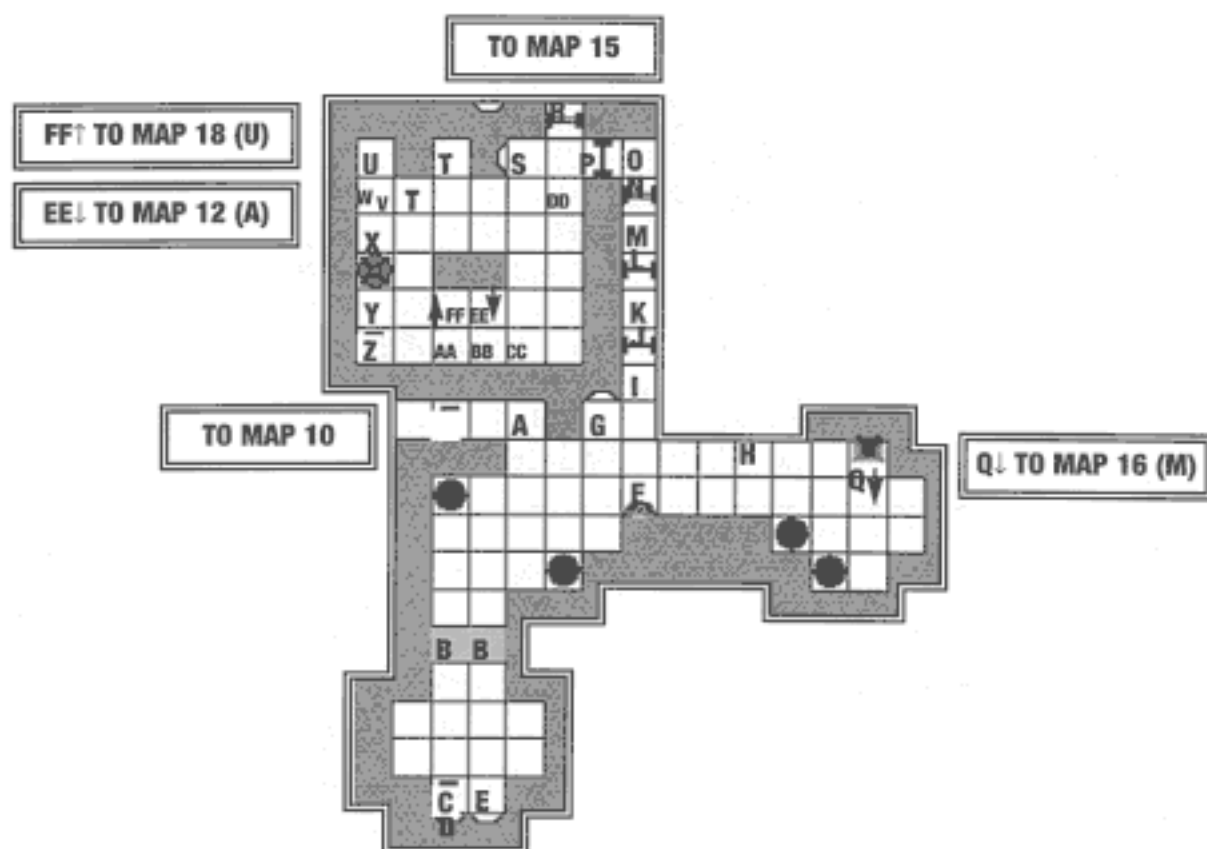 TO MAP 15
FF↑ TO MAP 18 (U)
EE↓ TO MAP 12 (A)
R
U T S P O
N
W V T DD
X M
L
Y FF EE K
J
Z AA BB CC
I
TO MAP 10
A G
H
Q↓ TO MAP 16 (M)
F Q
B B
C E
D